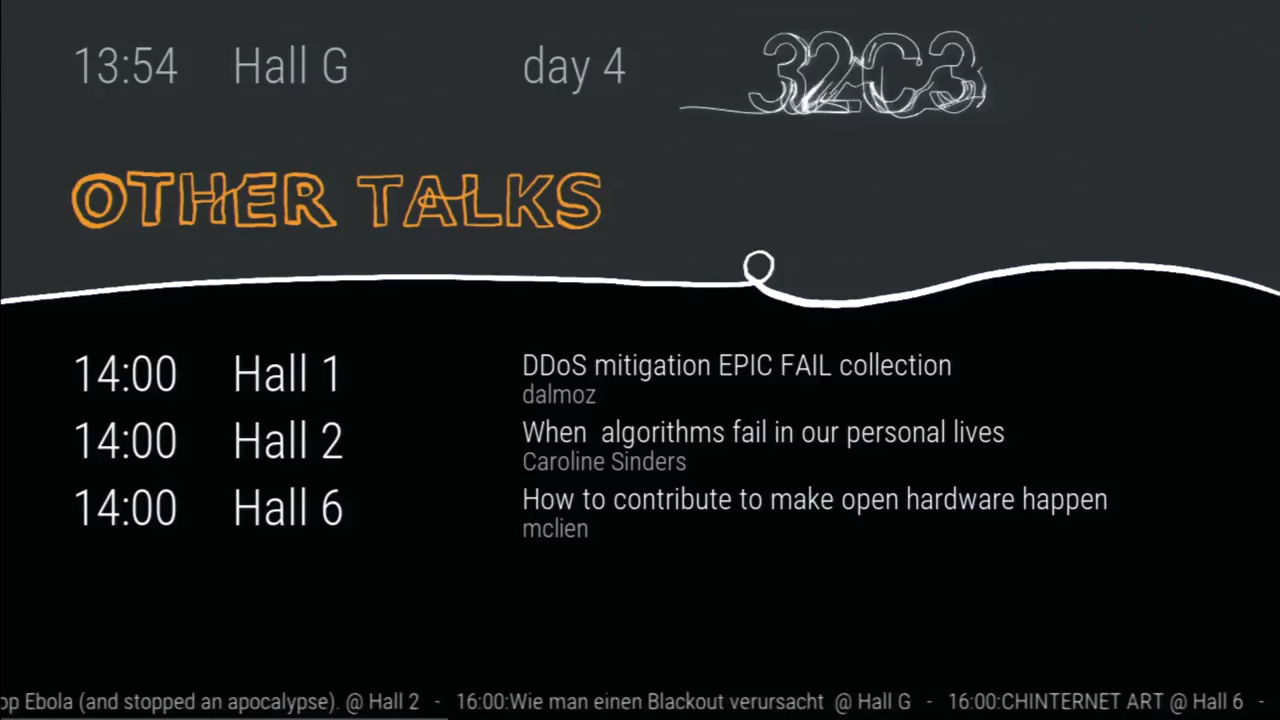 13:54 Hall G day 4 32C3
OTHER TALKS
14:00 Hall 1 DDoS mitigation EPIC FAIL collection
dalmoz
14:00 Hall 2 When algorithms fail in our personal lives
Caroline Sinders
14:00 Hall 6 How to contribute to make open hardware happen
mclien
op Ebola (and stopped an apocalypse). @ Hall 2 - 16:00:Wie man einen Blackout verursacht @ Hall G - 16:00:CHINTERNET ART @ Hall 6 -